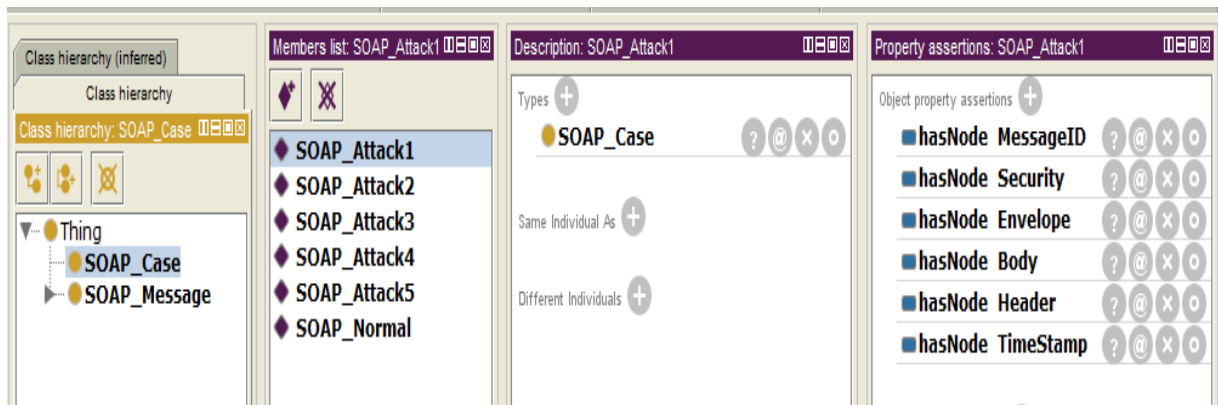 Class hierarchy (inferred)
Class hierarchy
Class hierarchy: SOAP_Case
Thing
SOAP_Case
SOAP_Message
Members list: SOAP_Attack1
SOAP_Attack1
SOAP_Attack2
SOAP_Attack3
SOAP_Attack4
SOAP_Attack5
SOAP_Normal
Description: SOAP_Attack1
Types
SOAP_Case
Same Individual As
Different Individuals
Property assertions: SOAP_Attack1
Object property assertions
hasNode MessageID
hasNode Security
hasNode Envelope
hasNode Body
hasNode Header
hasNode TimeStamp